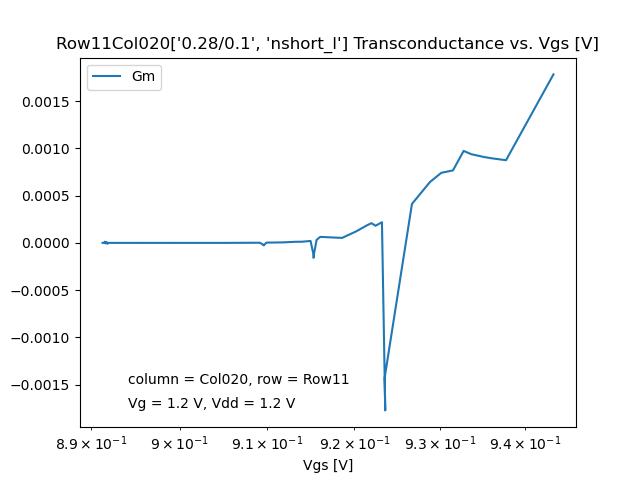 Row11Col020['0.28/0.1', 'nshort_l'] Transconductance vs. Vgs [V]
Gm
0.0015
0.0010
0.0005
0.0000
−0.0005
−0.0010
−0.0015
column = Col020, row = Row11
Vg = 1.2 V, Vdd = 1.2 V
8.9 × 10⁻¹ 9 × 10⁻¹ 9.1 × 10⁻¹ 9.2 × 10⁻¹ 9.3 × 10⁻¹ 9.4 × 10⁻¹
Vgs [V]